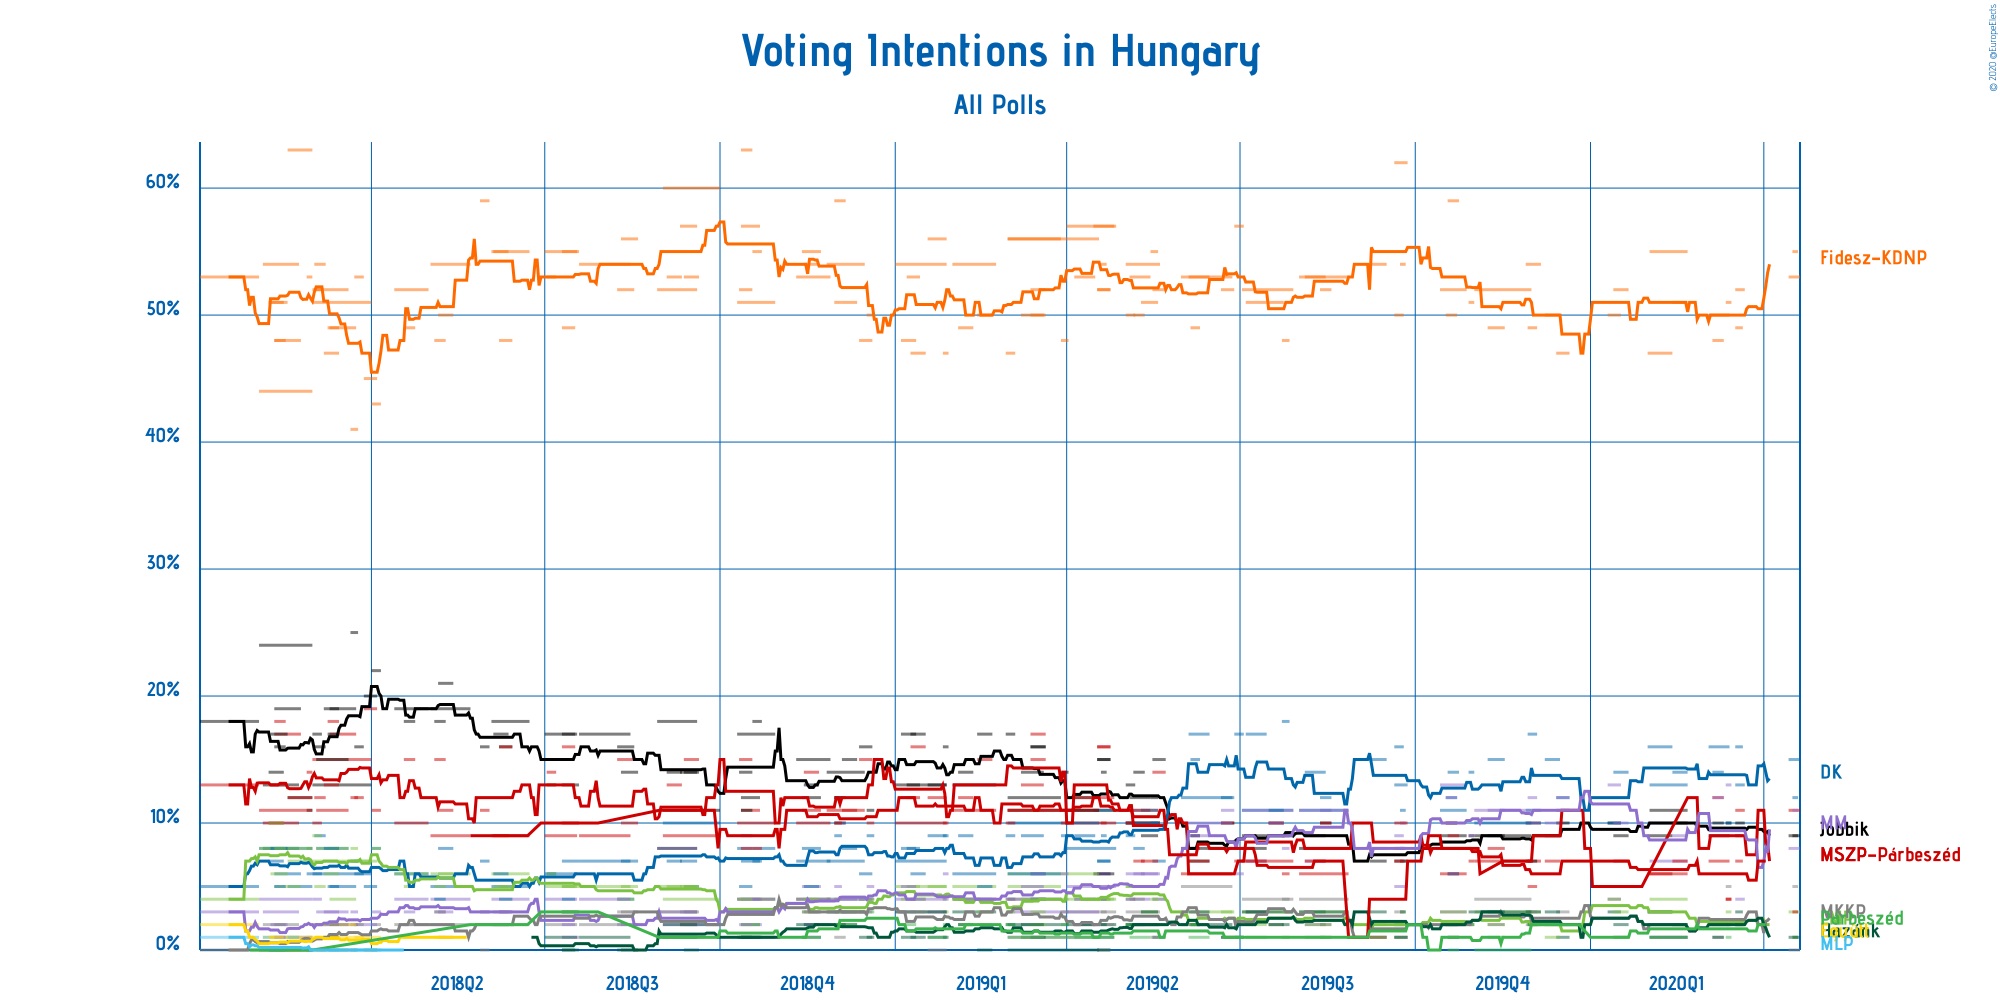 © 2020 @EuropeElects
Voting Intentions in Hungary
All Polls
60%
50%
40%
30%
20%
10%
0%
Fidesz-KDNP
DK
MM
Jobbik
MSZP-Párbeszéd
MKKP
Párbeszéd
MLP
2018Q2
2018Q3
2018Q4
2019Q1
2019Q2
2019Q3
2019Q4
2020Q1